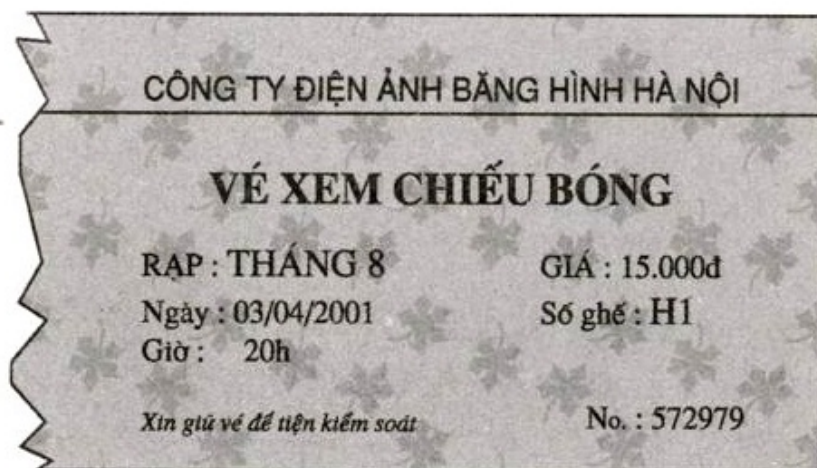 CÔNG TY ĐIỆN ẢNH BĂNG HÌNH HÀ NỘI
VÉ XEM CHIẾU BÓNG
RẠP : THÁNG 8 GIÁ : 15.000đ
Ngày : 03/04/2001 Số ghế : H1
Giờ : 20h
Xin giữ vé để tiện kiểm soát No. : 572979